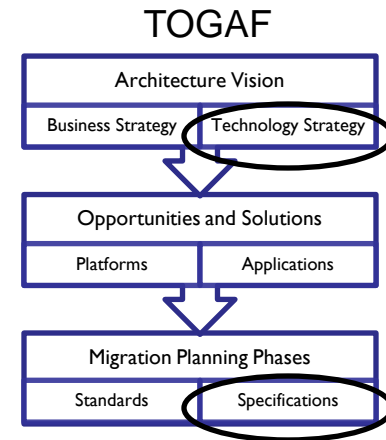 TOGAF
Architecture Vision
Business Strategy Technology Strategy
Opportunities and Solutions
Platforms Applications
Migration Planning Phases
Standards Specifications